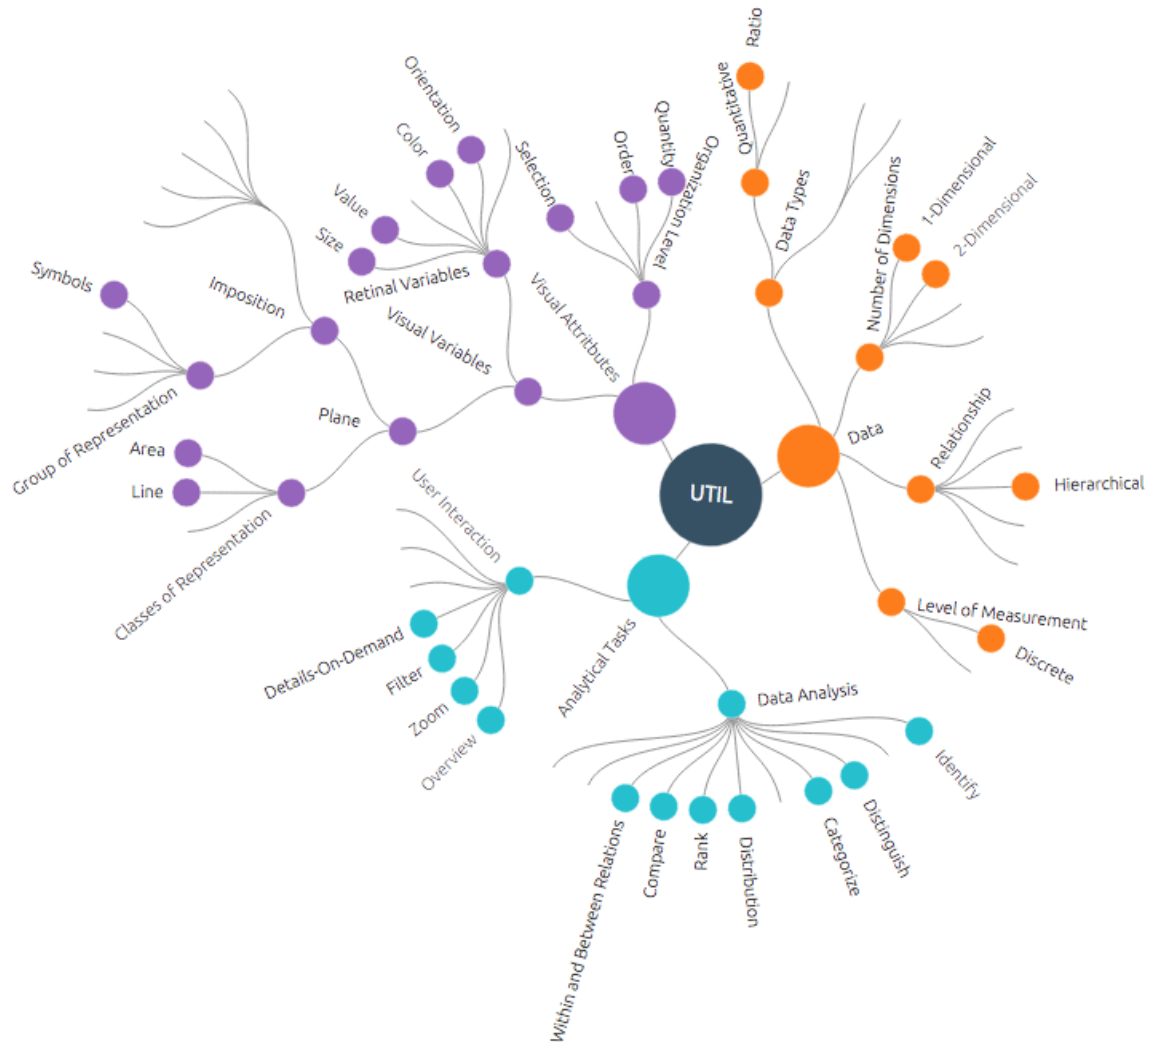 UTIL
Visual Attritbutes
Organization Level
Selection
Order
Quantity
Visual Variables
Retinal Variables
Size
Value
Color
Orientation
Plane
Imposition
Group of Representation
Symbols
Classes of Representation
Area
Line
Data
Data Types
Quantitative
Ratio
Number of Dimensions
1-Dimensional
2-Dimensional
Relationship
Hierarchical
Level of Measurement
Discrete
Analytical Tasks
User Interaction
Details-On-Demand
Filter
Zoom
Overview
Data Analysis
Within and Between Relations
Compare
Rank
Distribution
Categorize
Distinguish
Identify